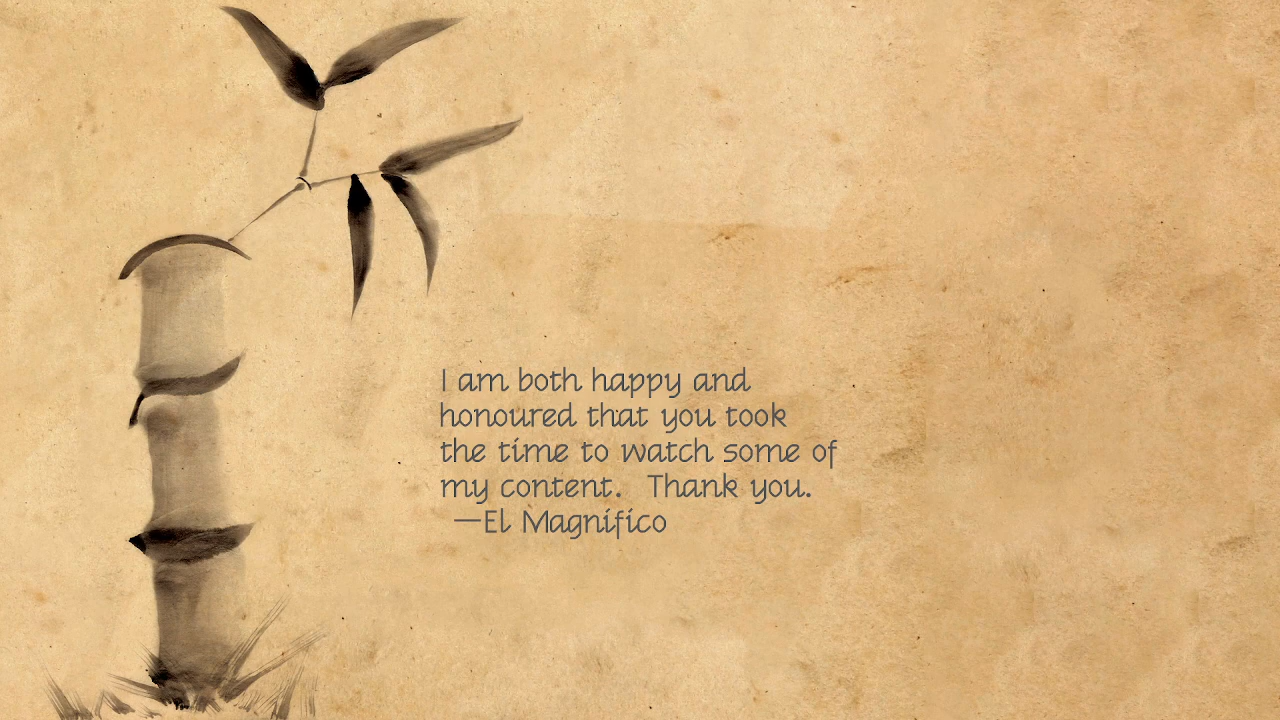 I am both happy and
honoured that you took
the time to watch some of
my content.  Thank you.
—El Magnifico